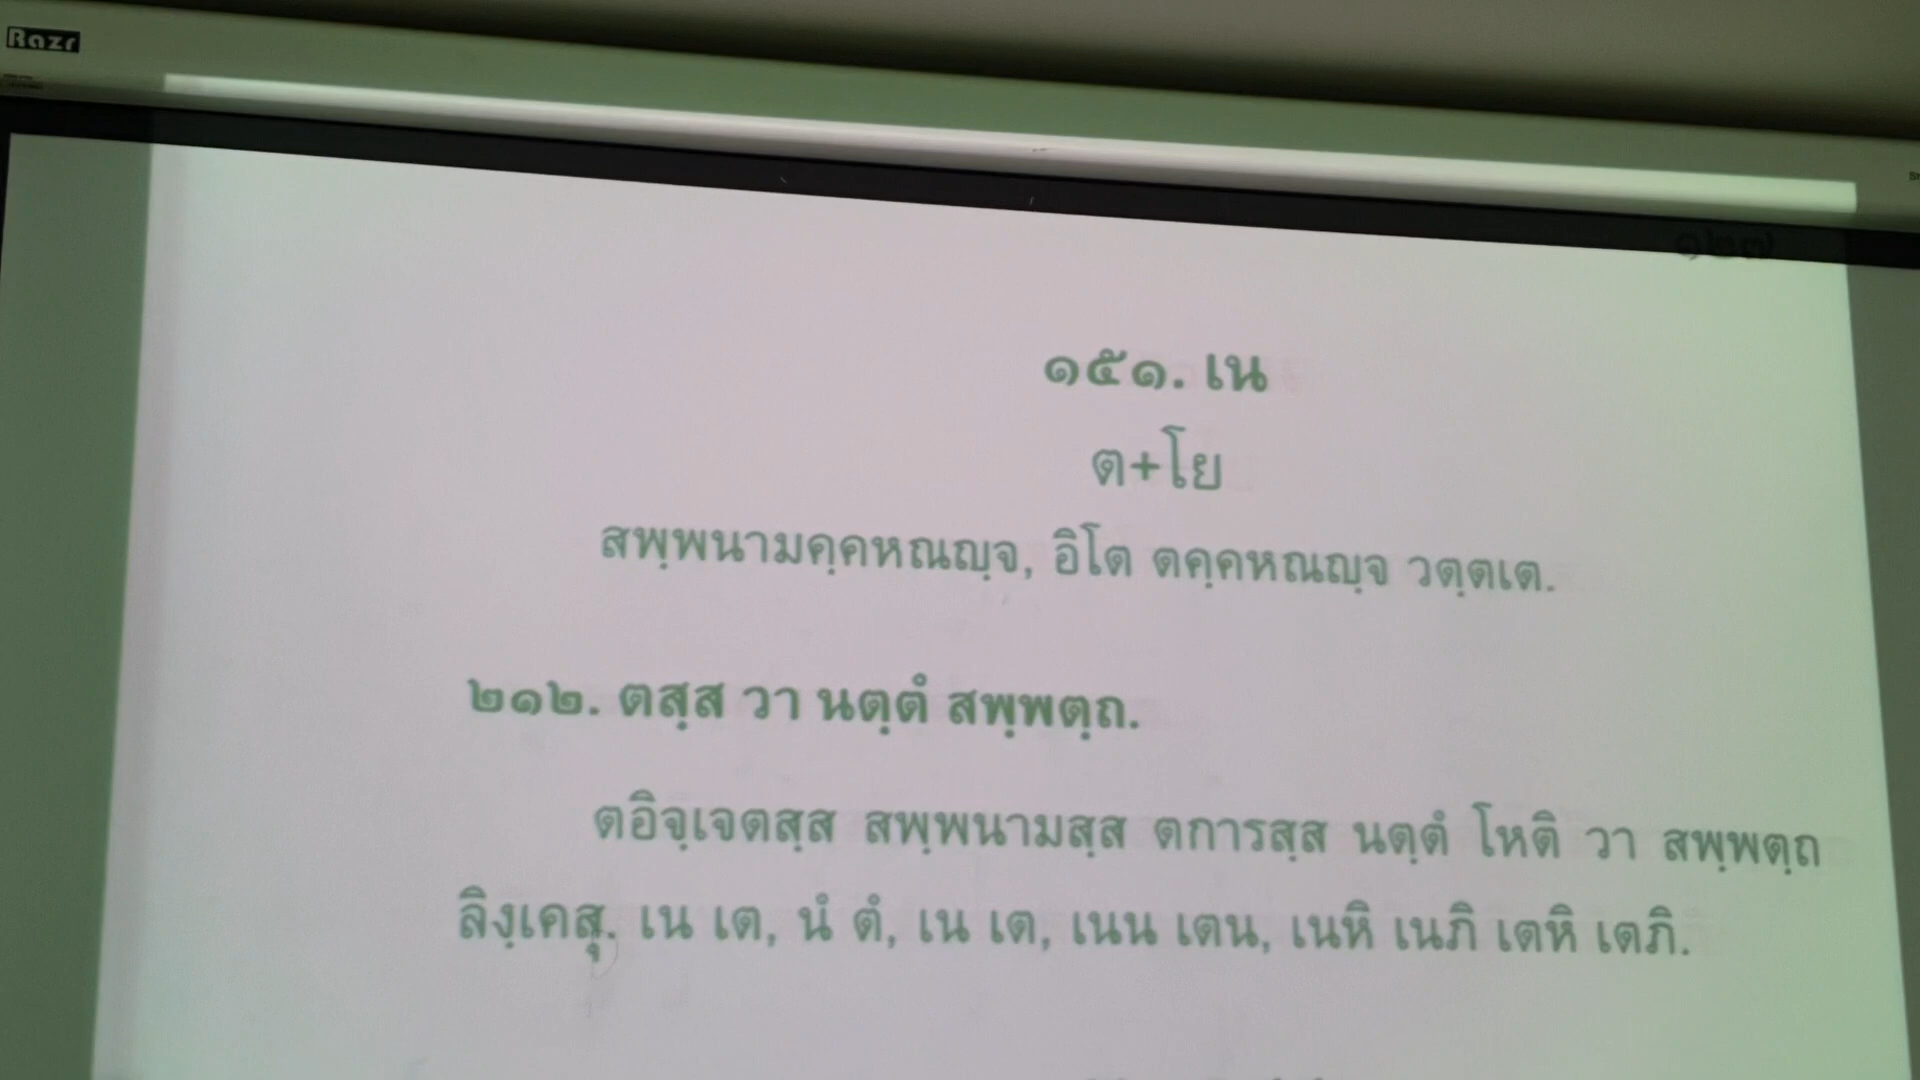 Razr
๑๒๗
๑๕๑. เน
ต+โย
สพฺพนามคฺคหณญฺจ, อิโต ตคฺคหณญฺจ วตฺตเต.
๒๑๒. ตสฺส วา นตฺตํ สพฺพตฺถ.
ตอิจฺเจตสฺส สพฺพนามสฺส ตการสฺส นตฺตํ โหติ วา สพฺพตฺถ
ลิงฺเคสุ. เน เต, นํ ตํ, เน เต, เนน เตน, เนหิ เนภิ เตหิ เตภิ.